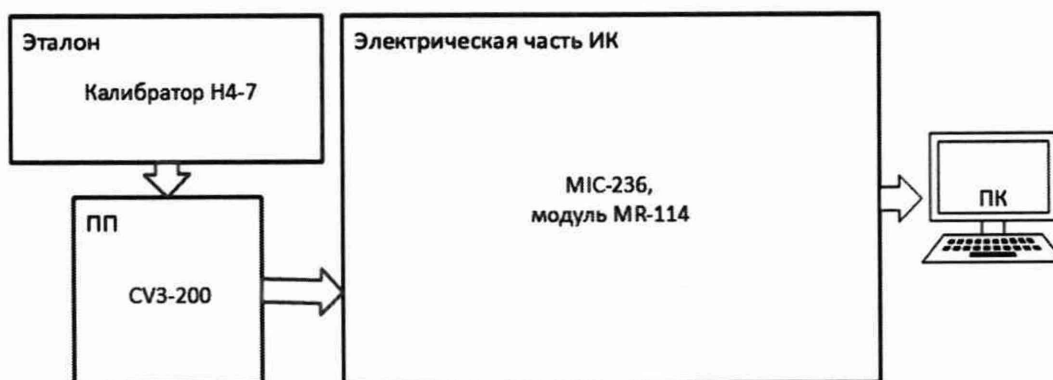 Эталон
Калибратор Н4-7
ПП
CV3-200
Электрическая часть ИК
MIC-236,
модуль MR-114
ПК